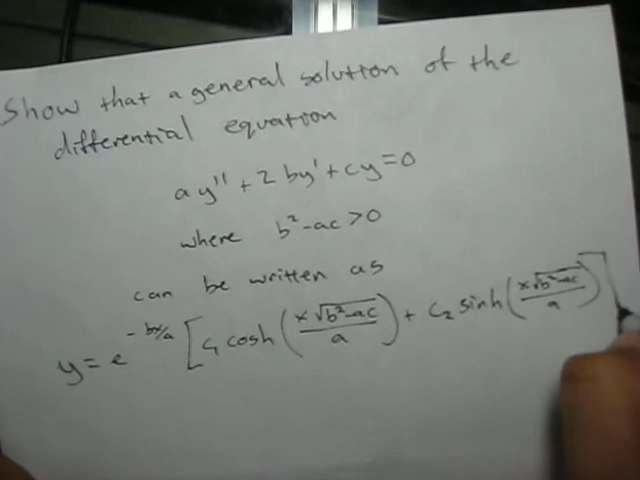 Show that a general solution of the
differential equation
ay'' + 2by' + cy = 0
where b² - ac > 0
can be written as
y = e^(-bx/a) [c₁ cosh (x√(b²-ac)/a) + c₂ sinh (x√(b²-ac)/a)]